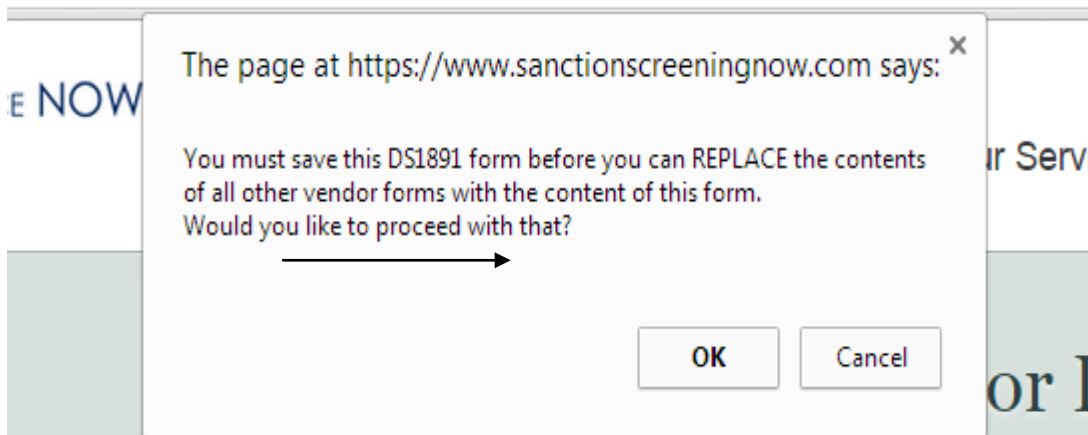 The page at https://www.sanctionscreeningnow.com says:
E NOW
You must save this DS1891 form before you can REPLACE the contents
of all other vendor forms with the content of this form.
Would you like to proceed with that?
ur Serv
OK Cancel
or